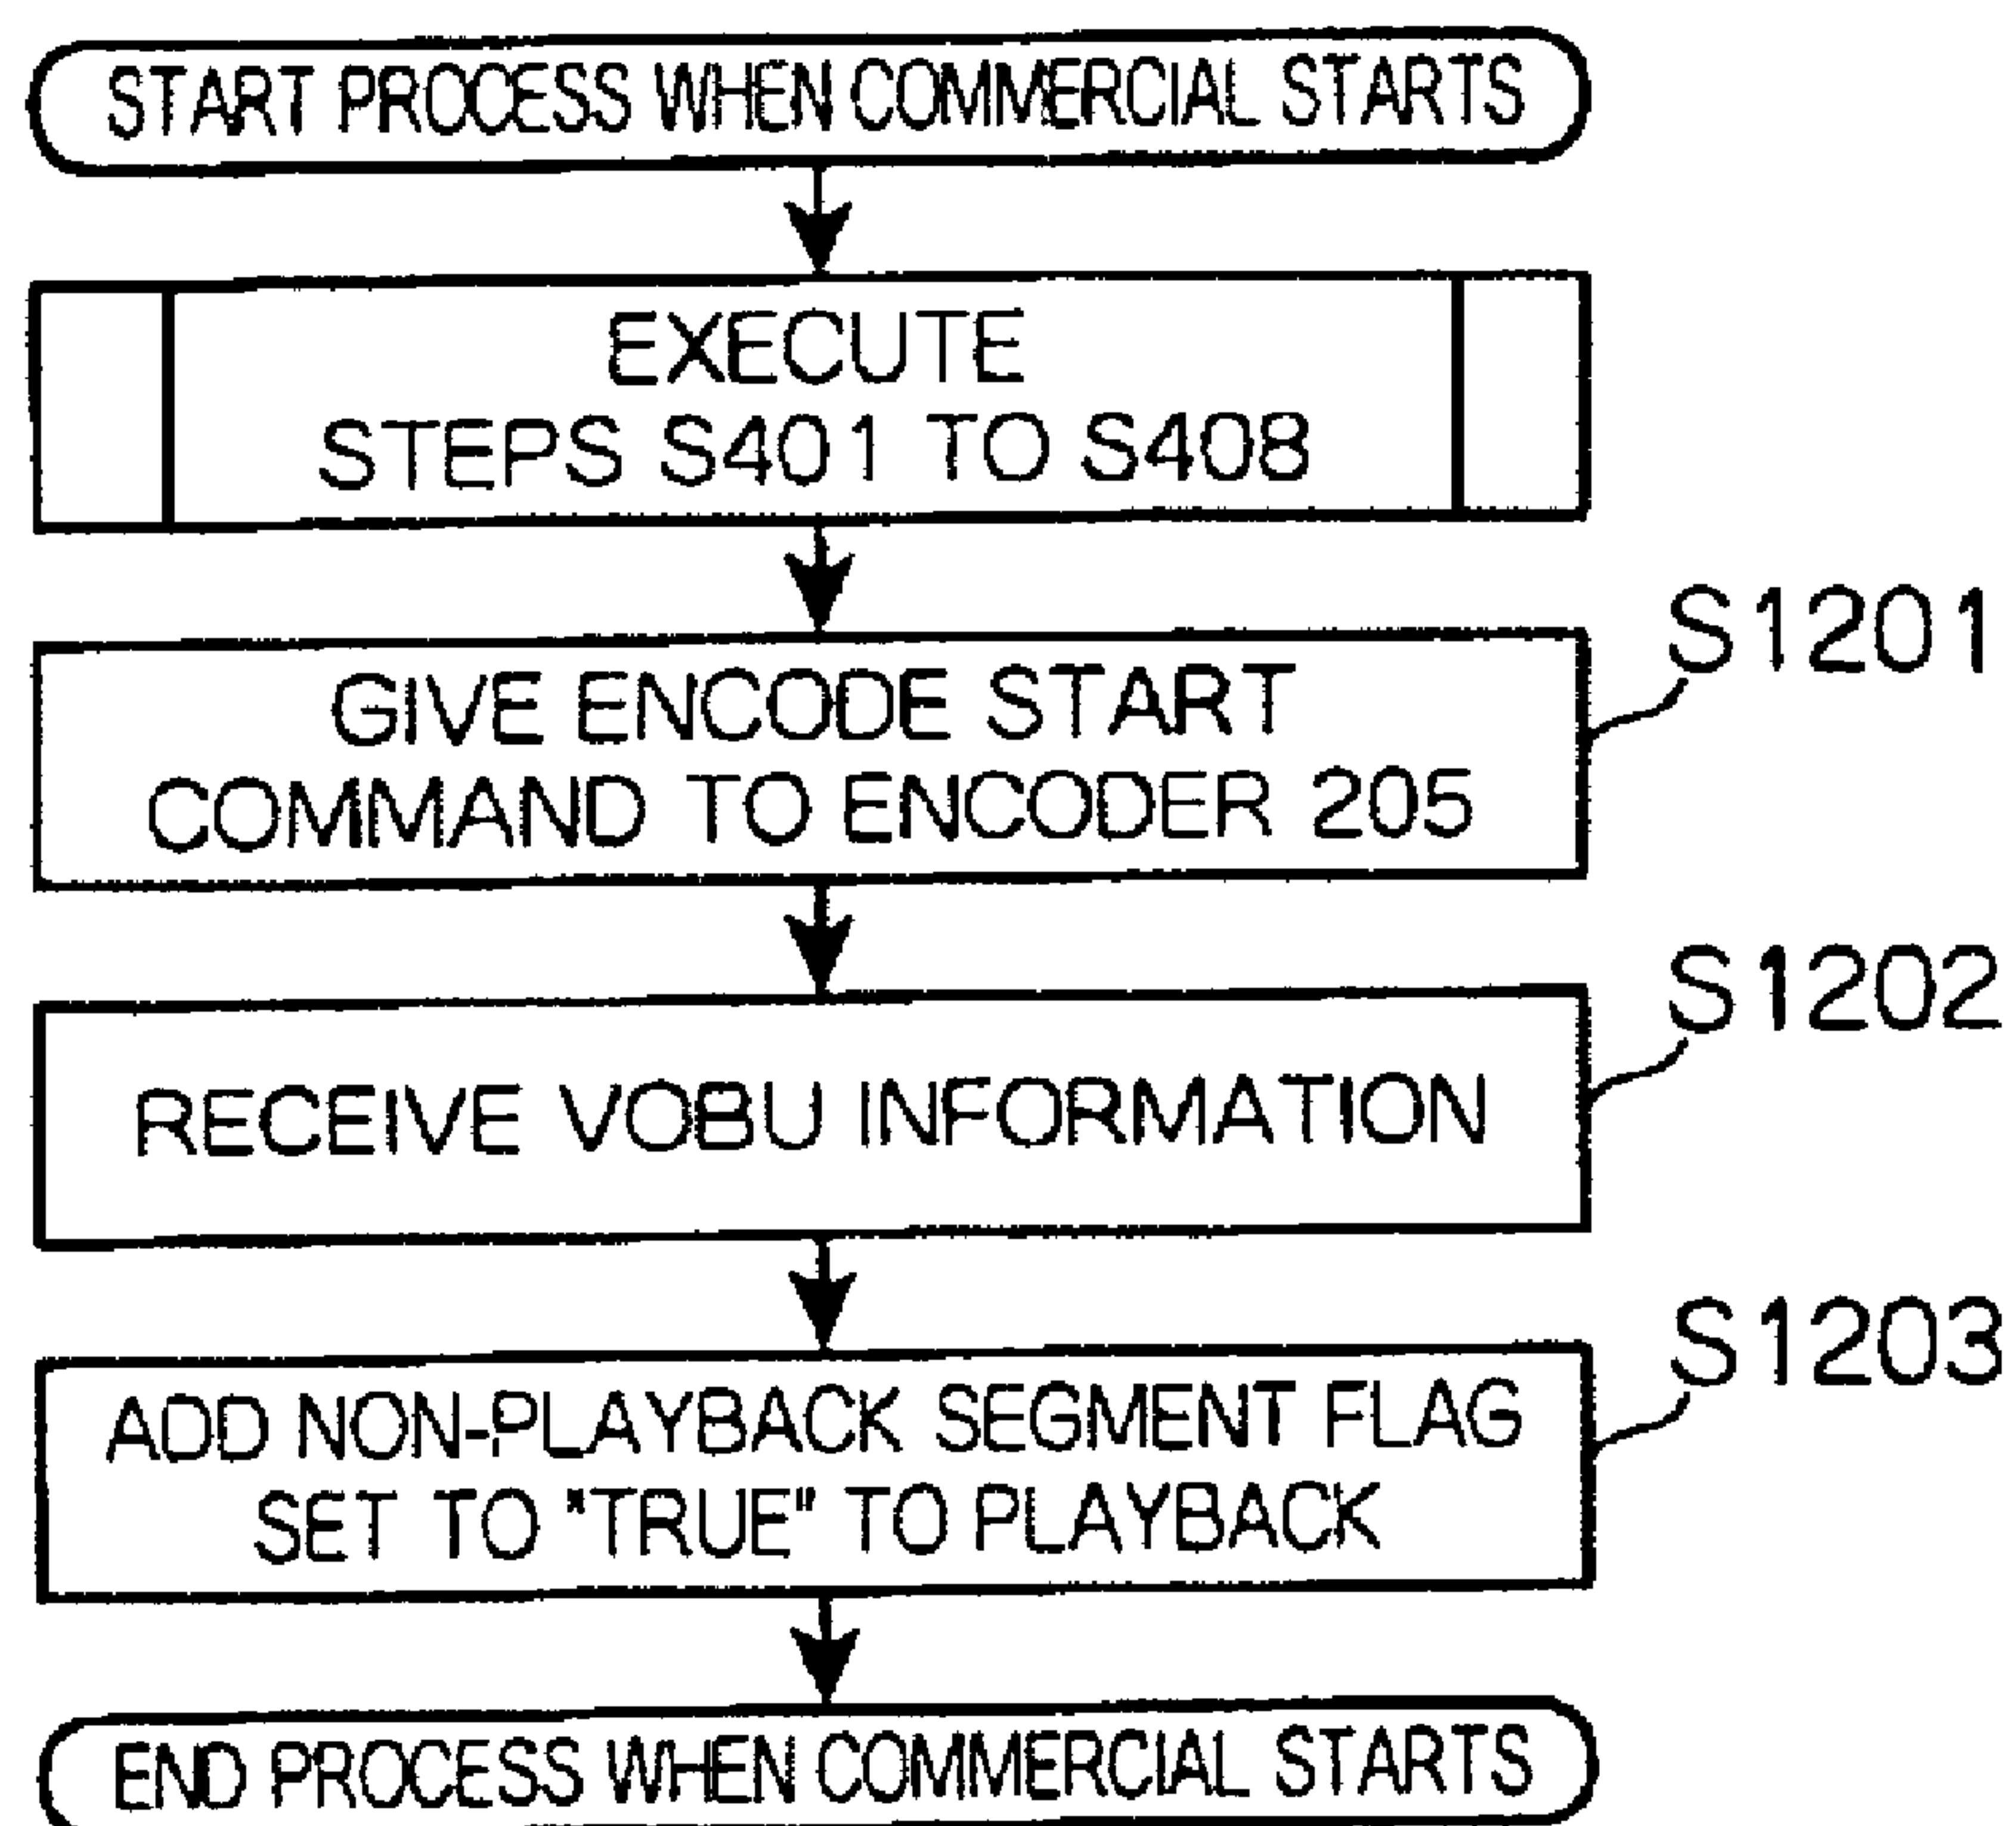 START PROCESS WHEN COMMERCIAL STARTS
EXECUTE
STEPS S401 TO S408
S1201
GIVE ENCODE START
COMMAND TO ENCODER 205
S1202
RECEIVE VOBU INFORMATION
S1203
ADD NON-PLAYBACK SEGMENT FLAG
SET TO "TRUE" TO PLAYBACK
END PROCESS WHEN COMMERCIAL STARTS